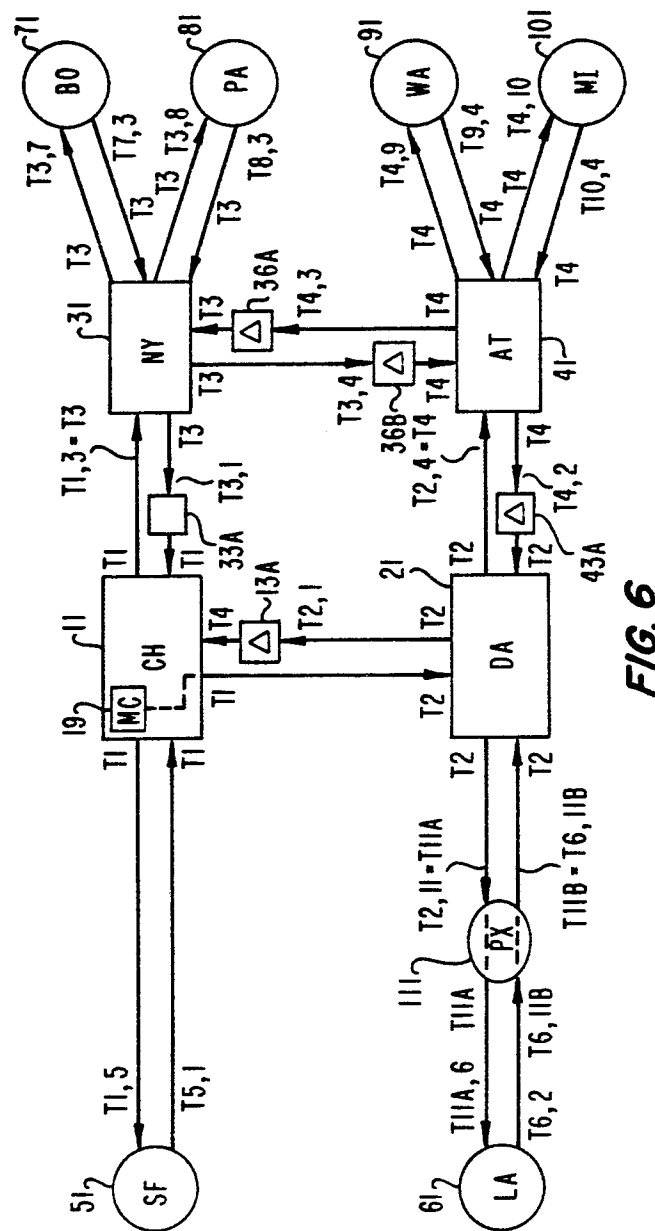 71
BO
81
PA
91
WA
101
MI
T3
T3,7
T7,3
T3
T3
T3,8
T3
T8,3
T4
T4,9
T9,4
T4
T4
T4,10
T4
T10,4
31
NY
T1,3=T3
T3
T3,1
33A
T1
T1
T3
T3
36A
T4,3
T4
T3,4
36B
T4
AT
41
T2,4=T4
T4
T4,2
43A
T2
T2
11
CH
19
MC
T1
T1
T1
T4
13A
T2,1
T2
T2
21
DA
T2
T2
T2,11=T11A
T11B=T6,11B
111
PX
T11A
T6,11B
T11A,6
T6,2
61
LA
T1,5
T5,1
51
SF
FIG. 6